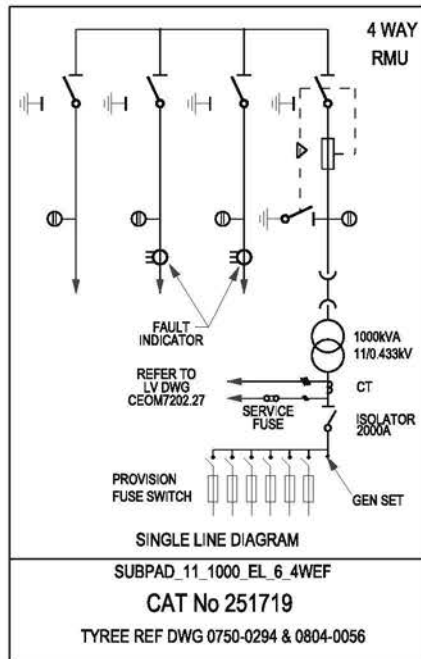 4 WAY
RMU
FAULT
INDICATOR
1000kVA
11/0.433kV
REFER TO
LV DWG
CEOM7202.27
CT
SERVICE
FUSE
ISOLATOR
2000A
PROVISION
FUSE SWITCH
GEN SET
SINGLE LINE DIAGRAM
SUBPAD_11_1000_EL_6_4WEF
CAT No 251719
TYREE REF DWG 0750-0294 & 0804-0056